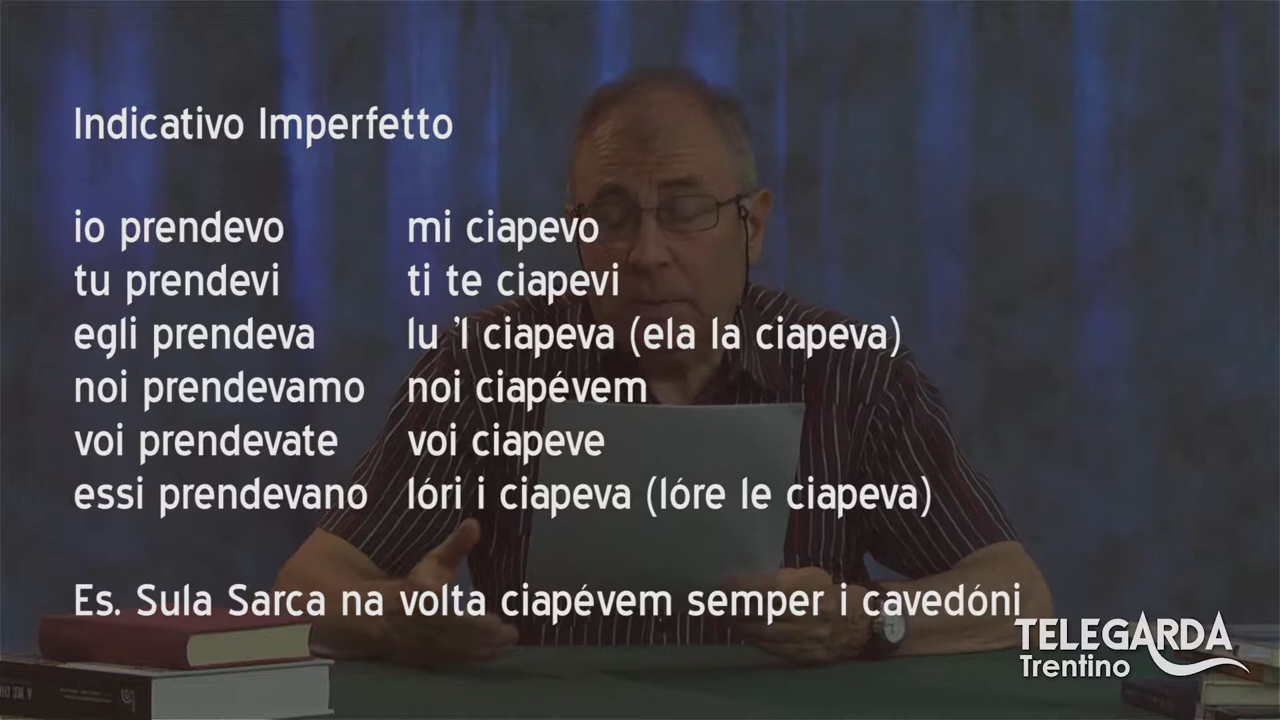 Indicativo Imperfetto
io prendevo mi ciapevo
tu prendevi ti te ciapevi
egli prendeva lu 'l ciapeva (ela la ciapeva)
noi prendevamo noi ciapévem
voi prendevate voi ciapeve
essi prendevano lóri i ciapeva (lóre le ciapeva)
Es. Sula Sarca na volta ciapévem semper i cavedóni
TELEGARDA
Trentino